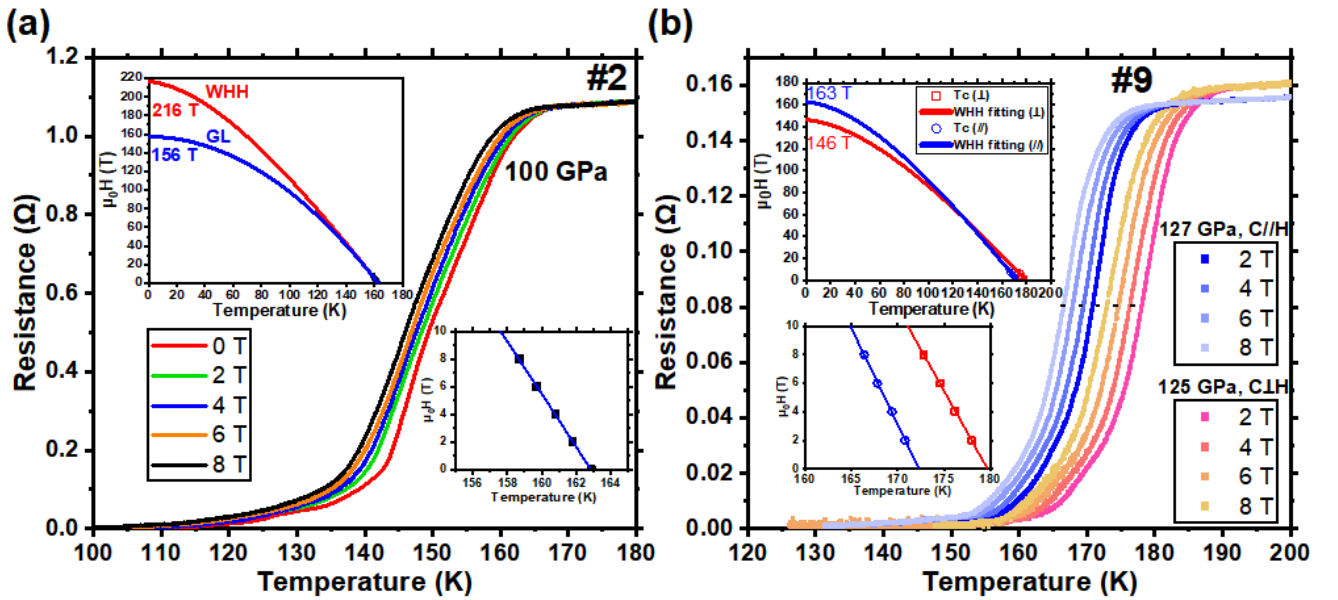 (a)
#2
1.2
1.0
0.8
0.6
0.4
0.2
0.0
Resistance (Ω)
100 110 120 130 140 150 160 170 180
Temperature (K)
100 GPa
220
200
180
160
140
120
100
80
60
40
20
0
μ₀H (T)
WHH
216 T
GL
156 T
0 20 40 60 80 100 120 140 160 180
Temperature (K)
0 T
2 T
4 T
6 T
8 T
10
8
6
4
2
0
μ₀H (T)
156 158 160 162 164
Temperature (K)
(b)
#9
0.16
0.14
0.12
0.10
0.08
0.06
0.04
0.02
0.00
Resistance (Ω)
120 130 140 150 160 170 180 190 200
Temperature (K)
180
160
140
120
100
80
60
40
20
0
μ₀H (T)
163 T
146 T
Tc (⊥)
WHH fitting (⊥)
Tc (//)
WHH fitting (//)
0 20 40 60 80 100 120 140 160 180 200
Temperature (K)
10
8
6
4
2
0
μ₀H (T)
160 165 170 175 180
Temperature (K)
127 GPa, C//H
2 T
4 T
6 T
8 T
125 GPa, C⊥H
2 T
4 T
6 T
8 T